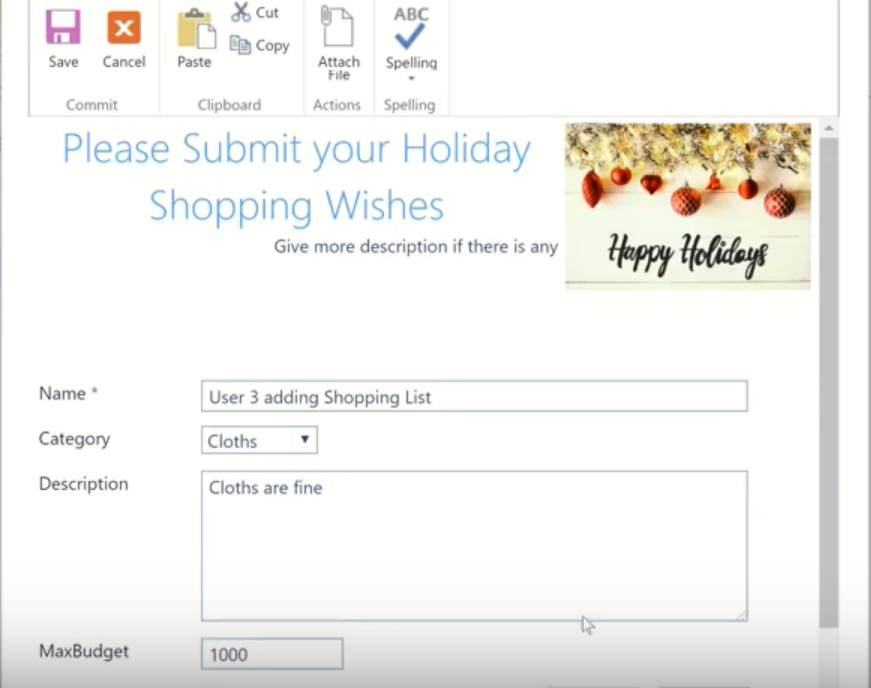 Cut
Copy
ABC
Save
Cancel
Paste
Attach
File
Spelling
Commit
Clipboard
Actions
Spelling
Please Submit your Holiday
Shopping Wishes
Give more description if there is any
Happy Holidays
Name *
User 3 adding Shopping List
Category
Cloths
Description
Cloths are fine
MaxBudget
1000